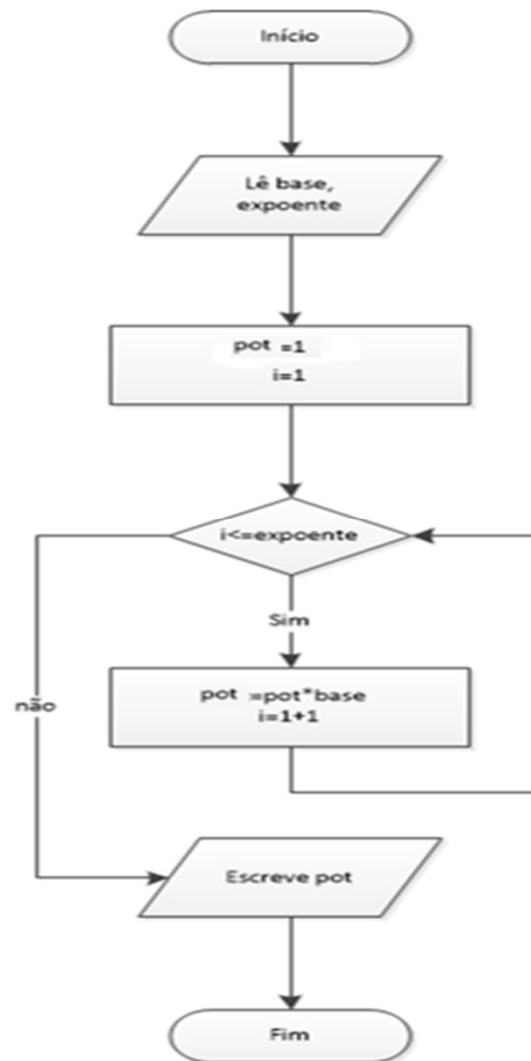 Início
Lê base,
expoente
pot =1
i=1
i<=expoente
Sim
não
pot :=pot*base
i=1+1
Escreve pot
Fim